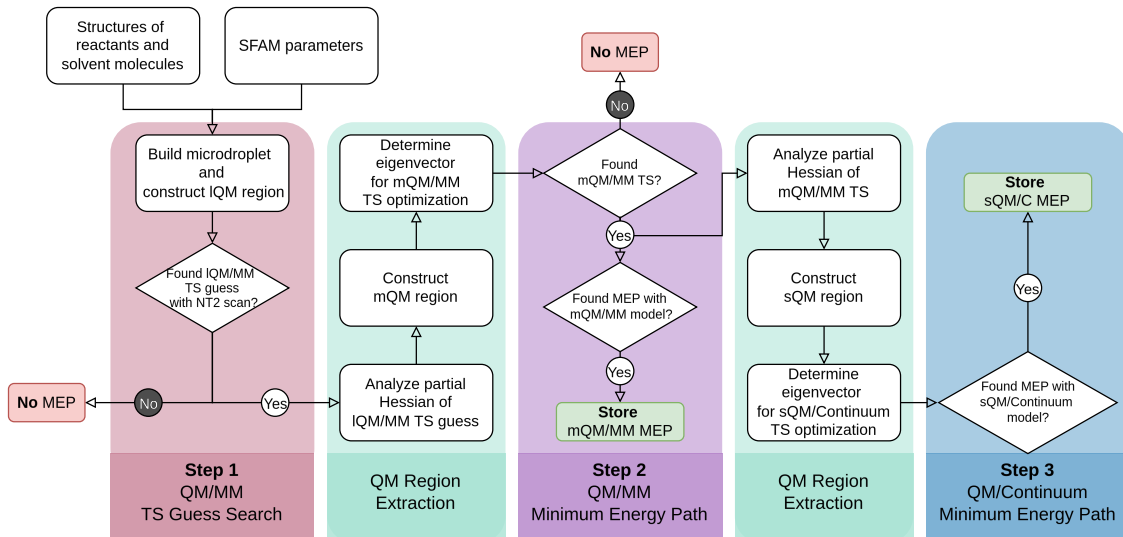 Structures of
reactants and
solvent molecules
SFAM parameters
Build microdroplet
and
construct lQM region
Found lQM/MM
TS guess
with NT2 scan?
No
Yes
No MEP
Step 1
QM/MM
TS Guess Search
Determine
eigenvector
for mQM/MM
TS optimization
Construct
mQM region
Analyze partial
Hessian of
lQM/MM TS guess
QM Region
Extraction
No MEP
No
Found
mQM/MM TS?
Yes
Found MEP with
mQM/MM model?
Yes
Store
mQM/MM MEP
Step 2
QM/MM
Minimum Energy Path
Analyze partial
Hessian of
mQM/MM TS
Construct
sQM region
Determine
eigenvector
for sQM/Continuum
TS optimization
QM Region
Extraction
Store
sQM/C MEP
Yes
Found MEP with
sQM/Continuum
model?
Step 3
QM/Continuum
Minimum Energy Path